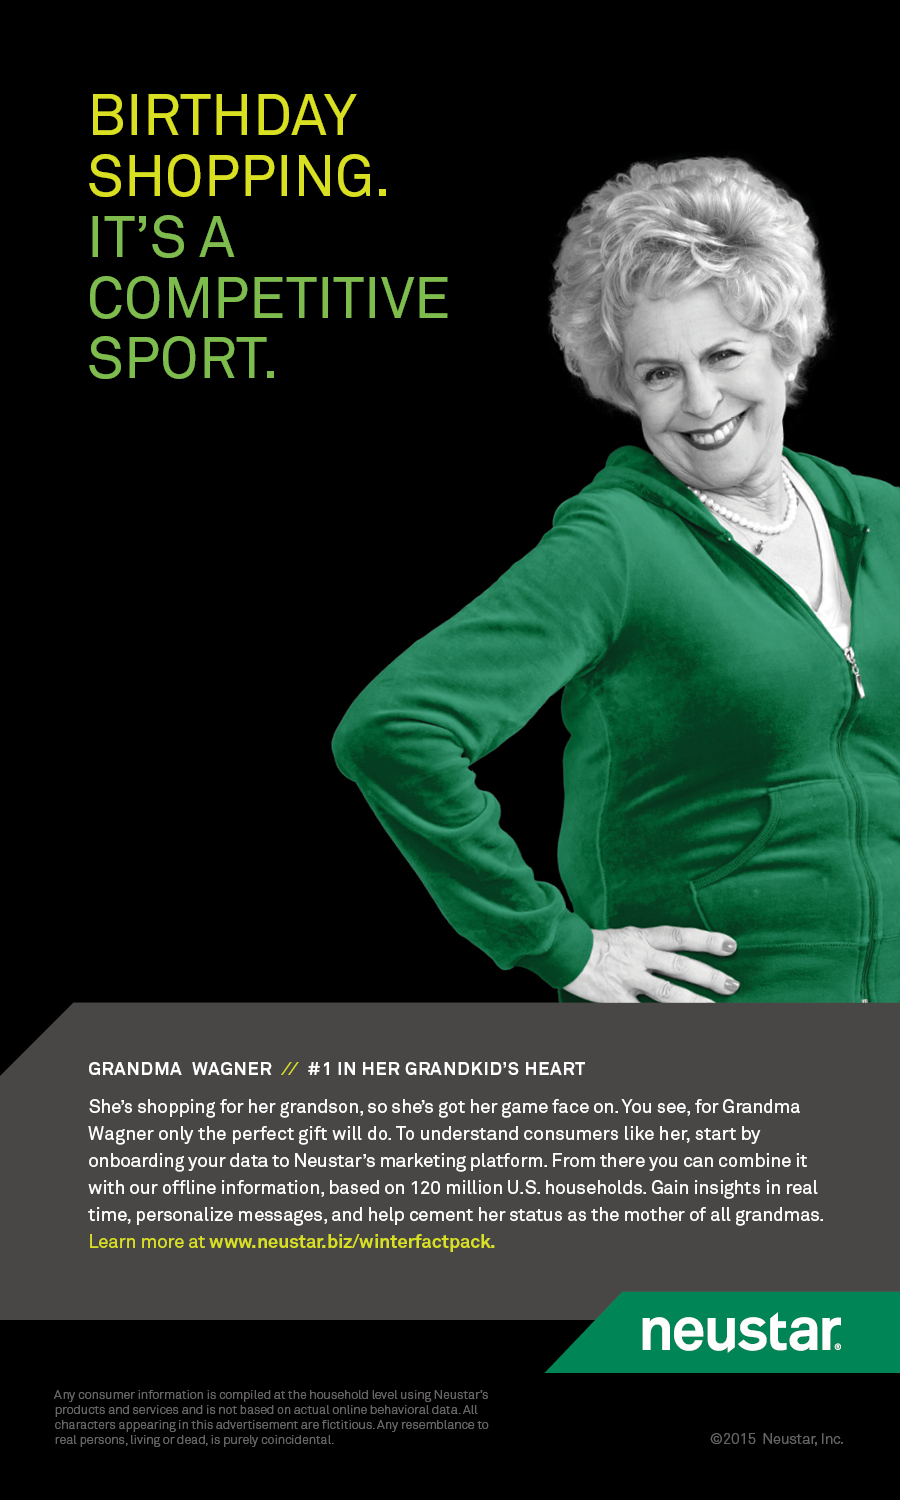 BIRTHDAY
SHOPPING.
IT'S A
COMPETITIVE
SPORT.
GRANDMA WAGNER // #1 IN HER GRANDKID'S HEART
She's shopping for her grandson, so she's got her game face on. You see, for Grandma
Wagner only the perfect gift will do. To understand consumers like her, start by
onboarding your data to Neustar's marketing platform. From there you can combine it
with our offline information, based on 120 million U.S. households. Gain insights in real
time, personalize messages, and help cement her status as the mother of all grandmas.
Learn more at www.neustar.biz/winterfactpack.
neustar®
Any consumer information is compiled at the household level using Neustar's
products and services and is not based on actual online behavioral data. All
characters appearing in this advertisement are fictitious. Any resemblance to
real persons, living or dead, is purely coincidental.
©2015 Neustar, Inc.